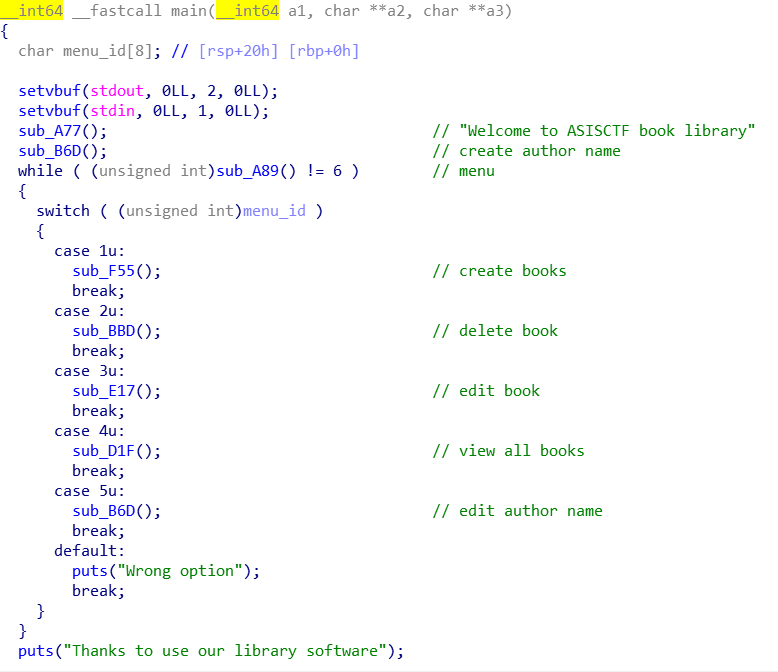 __int64 __fastcall main(__int64 a1, char **a2, char **a3)
{
  char menu_id[8]; // [rsp+20h] [rbp+0h]

  setvbuf(stdout, 0LL, 2, 0LL);
  setvbuf(stdin, 0LL, 1, 0LL);
  sub_A77();                                    // "Welcome to ASISCTF book library"
  sub_B6D();                                    // create author name
  while ( (unsigned int)sub_A89() != 6 )        // menu
  {
    switch ( (unsigned int)menu_id )
    {
      case 1u:
        sub_F55();                              // create books
        break;
      case 2u:
        sub_BBD();                              // delete book
        break;
      case 3u:
        sub_E17();                              // edit book
        break;
      case 4u:
        sub_D1F();                              // view all books
        break;
      case 5u:
        sub_B6D();                              // edit author name
        break;
      default:
        puts("Wrong option");
        break;
    }
  }
  puts("Thanks to use our library software");